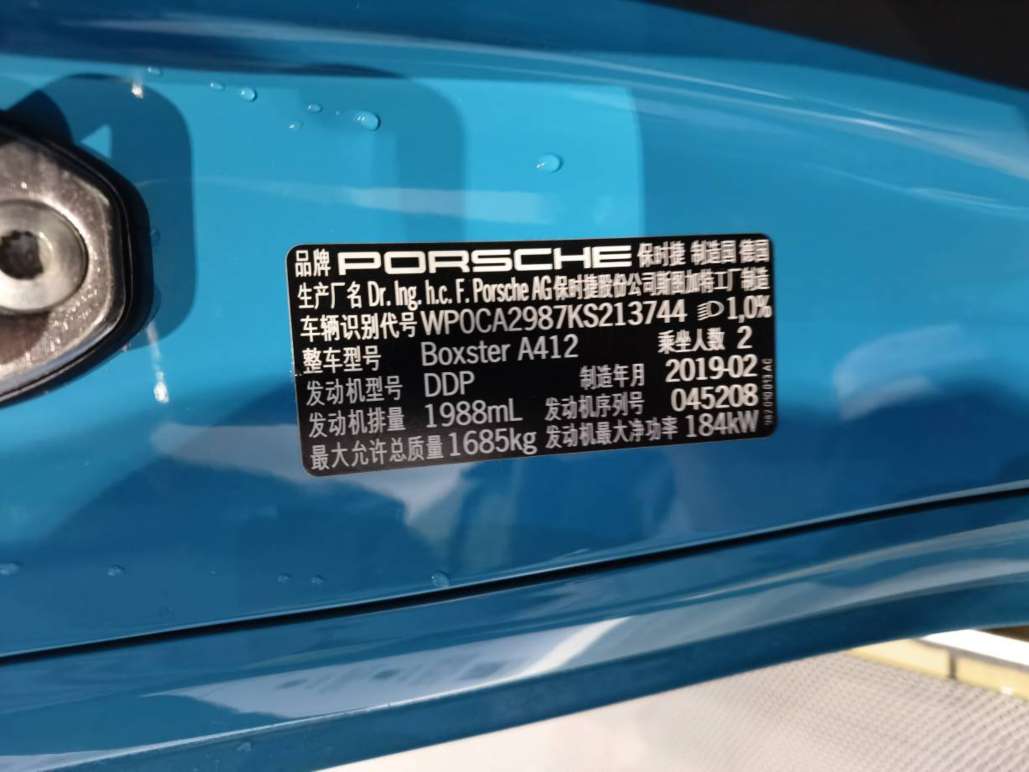 品牌 PORSCHE 保时捷 制造国 德国
生产厂名 Dr. Ing. h.c. F. Porsche AG 保时捷股份公司斯图加特工厂制造
车辆识别代号 WP0CA2987KS213744 1,0%
整车型号 Boxster A412 乘坐人数 2
发动机型号 DDP 制造年月 2019-02
发动机排量 1988mL 发动机序列号 045208
最大允许总质量 1685kg 发动机最大净功率 184kW